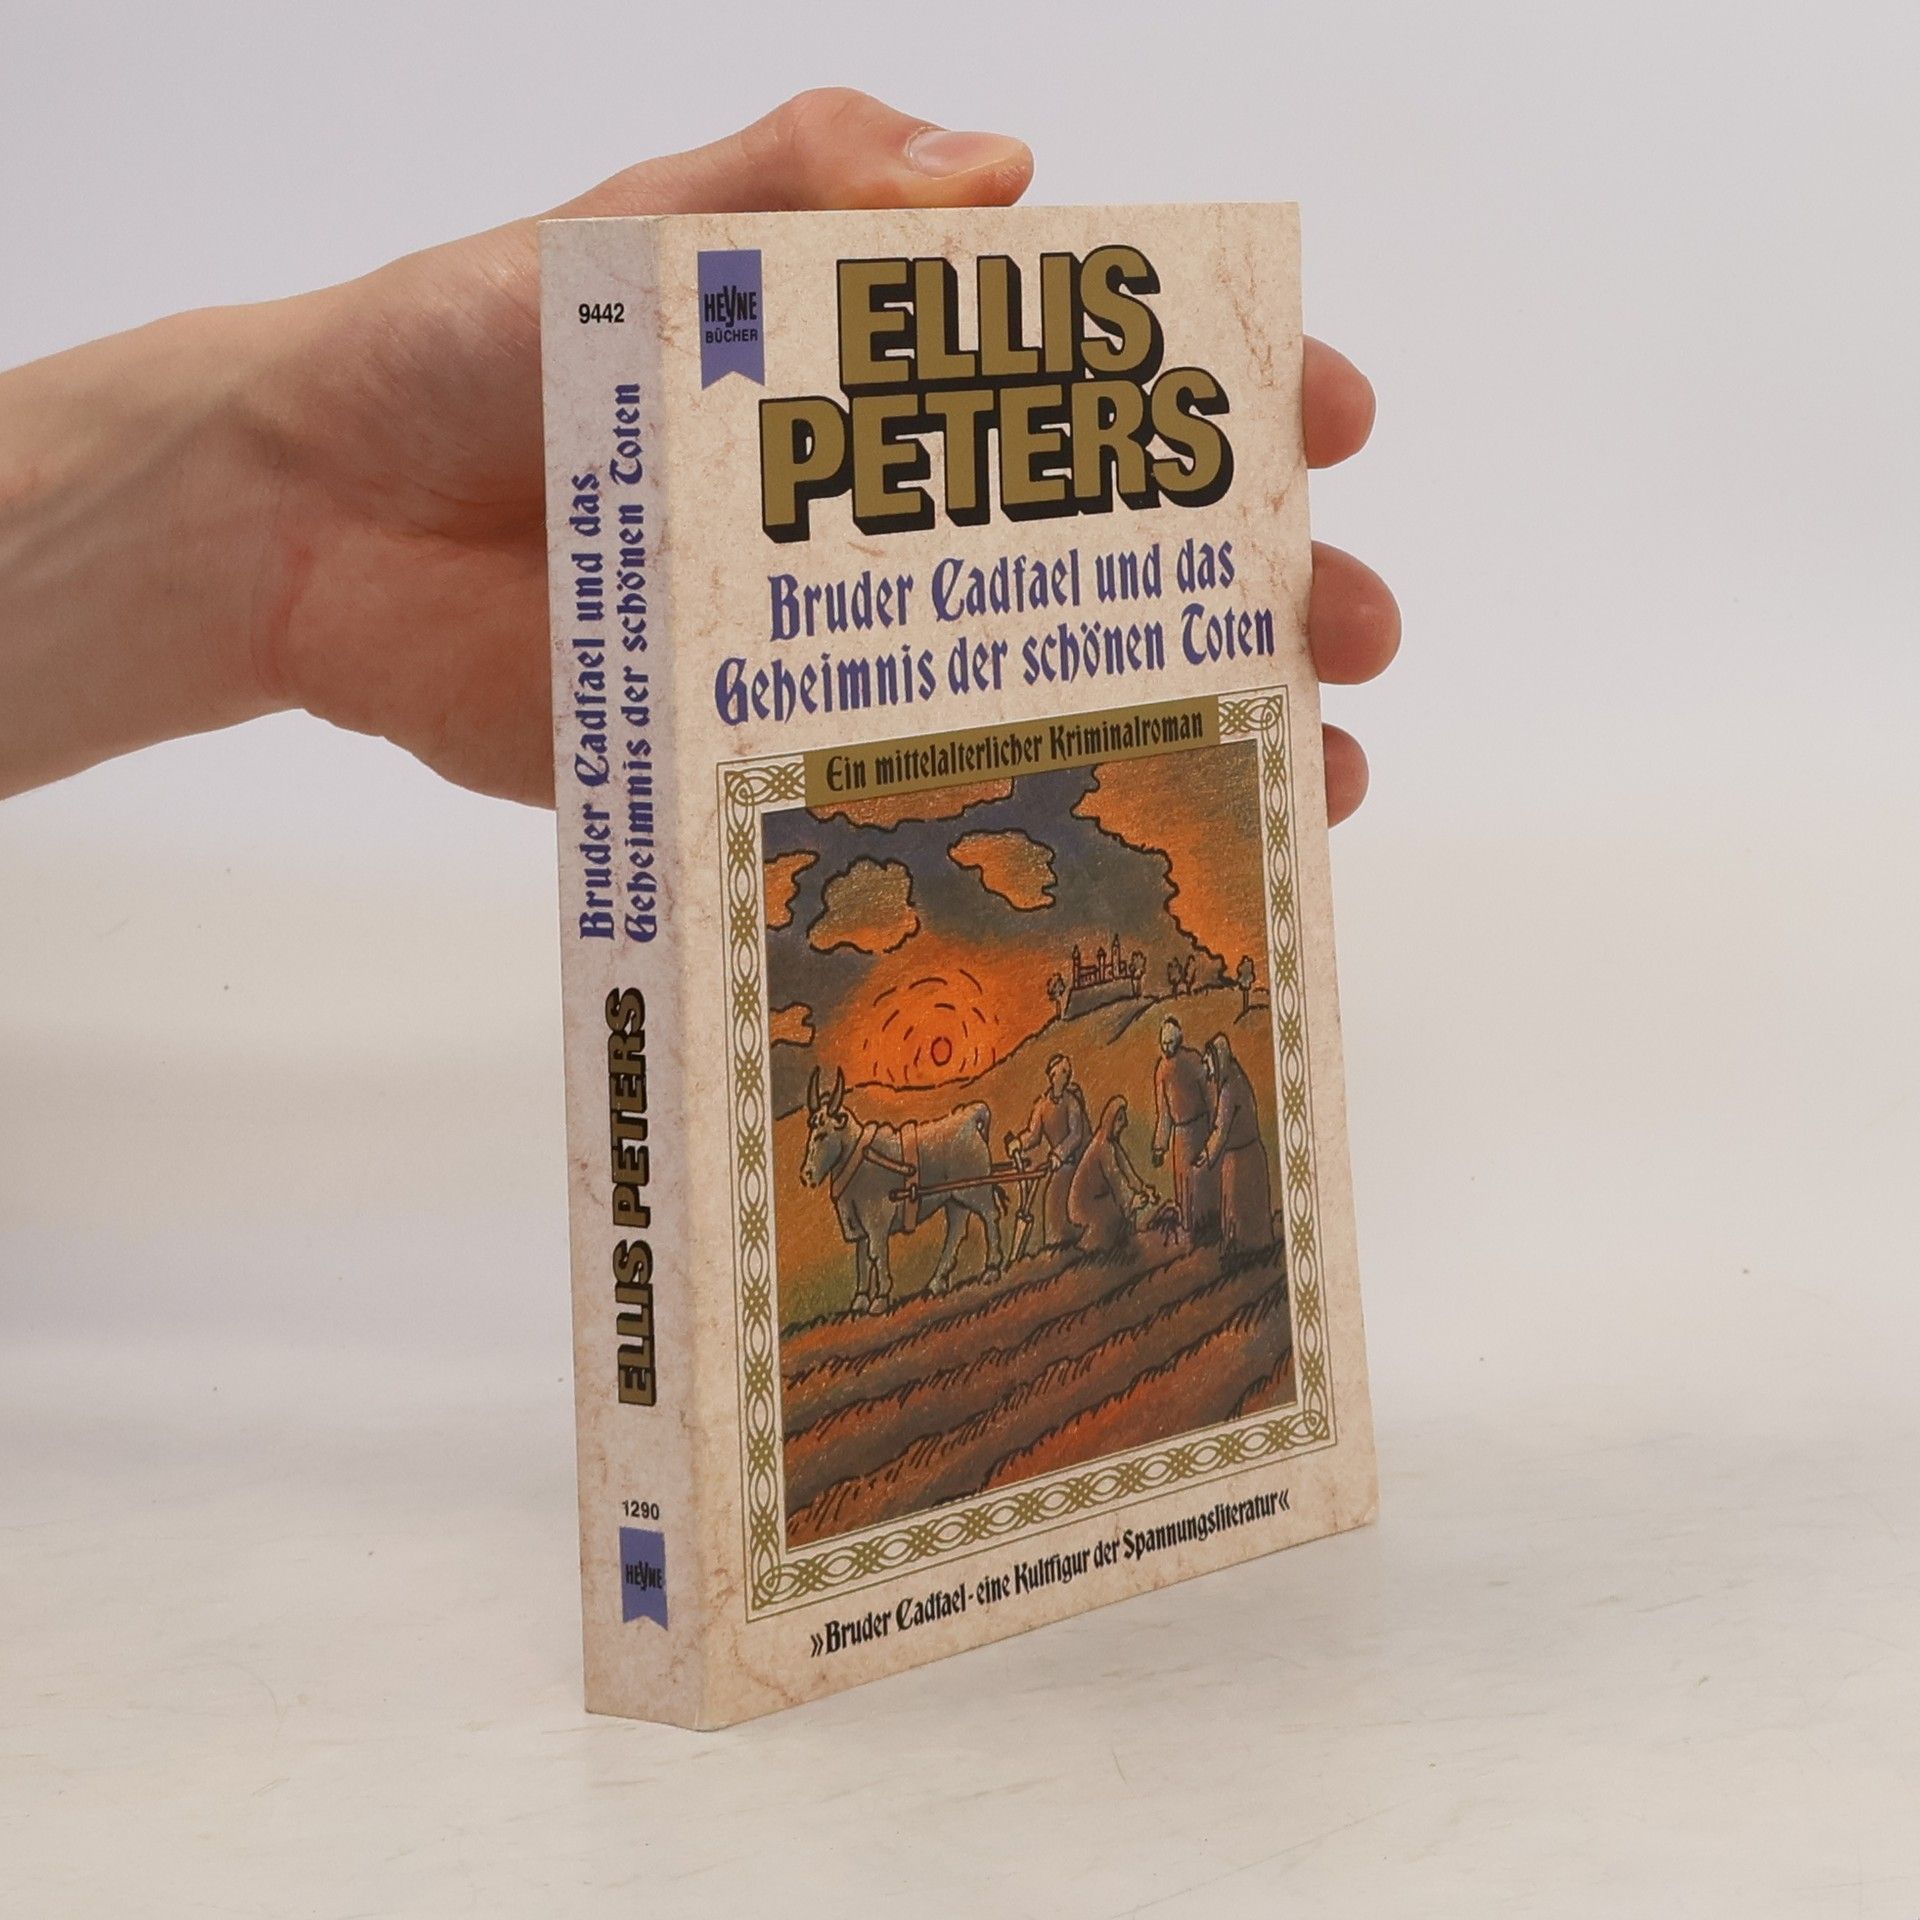 9442
Bruder Cadfael und das
Geheimnis der schönen Toten
ELLIS PETERS
1290
HEYNE
HEYNE
BÜCHER
ELLIS
PETERS
Bruder Cadfael und das
Geheimnis der schönen Toten
Ein mittelalterlicher Kriminalroman
»Bruder Cadfael - eine Kultfigur der Spannungsliteratur«